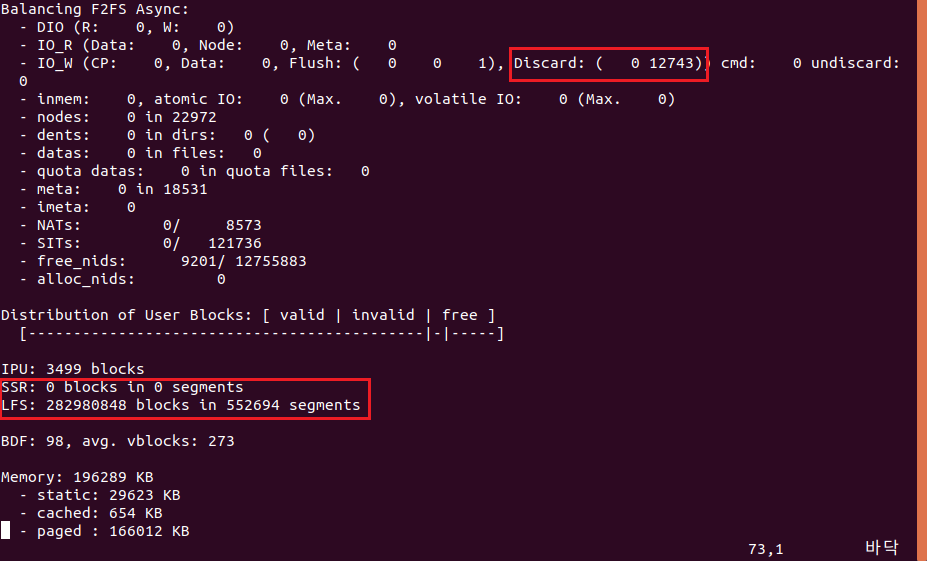 Balancing F2FS Async:
  - DIO (R:    0, W:    0)
  - IO_R (Data:    0, Node:    0, Meta:    0
  - IO_W (CP:    0, Data:    0, Flush: (   0    0    1), Discard: (   0 12743)) cmd:    0 undiscard:
0
  - inmem:    0, atomic IO:    0 (Max.    0), volatile IO:    0 (Max.    0)
  - nodes:    0 in 22972
  - dents:    0 in dirs:   0 (   0)
  - datas:    0 in files:   0
  - quota datas:    0 in quota files:   0
  - meta:    0 in 18531
  - imeta:    0
  - NATs:         0/     8573
  - SITs:         0/   121736
  - free_nids:      9201/ 12755883
  - alloc_nids:         0

Distribution of User Blocks: [ valid | invalid | free ]
  [--------------------------------------------|-|-----]

IPU: 3499 blocks
SSR: 0 blocks in 0 segments
LFS: 282980848 blocks in 552694 segments

BDF: 98, avg. vblocks: 273

Memory: 196289 KB
  - static: 29623 KB
  - cached: 654 KB
  - paged : 166012 KB
73,1 바닥